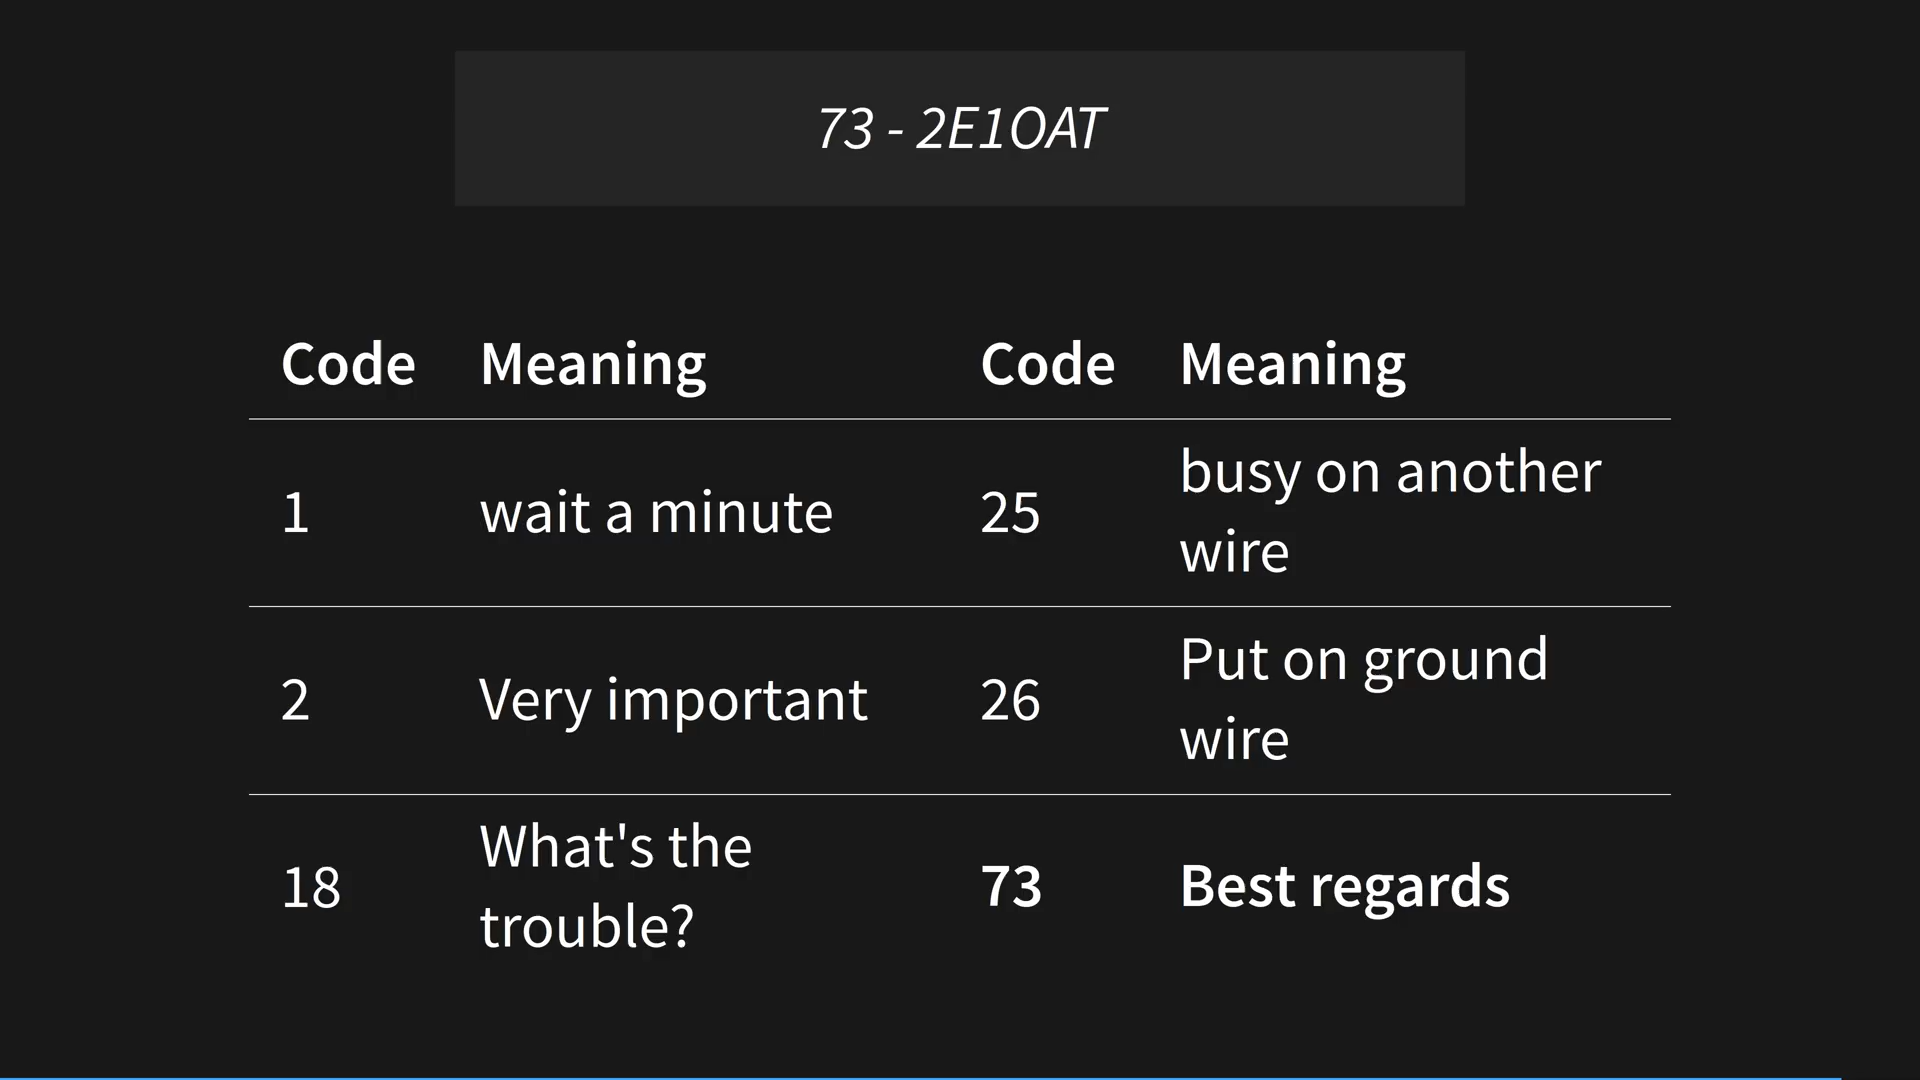 73 - 2E1OAT
Code Meaning Code Meaning
1 wait a minute 25 busy on another
wire
2 Very important 26 Put on ground
wire
18 What's the
trouble? 73 Best regards